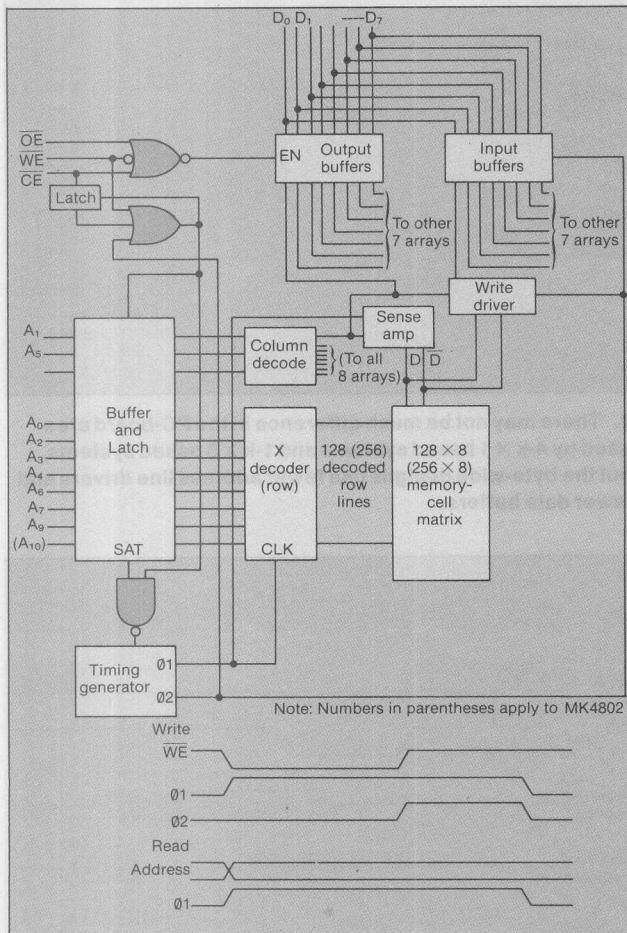 D0 D1 ----D7
OE
WE
CE
Latch
EN Output buffers
Input buffers
To other 7 arrays
To other 7 arrays
Write driver
Sense amp
D D
Column decode
(To all 8 arrays)
A1
A5
Buffer and latch
A0
A2
A3
A4
A6
A7
A9
(A10)
SAT
X decoder (row)
CLK
128 (256) decoded row lines
128 × 8 (256 × 8) memory-cell matrix
Timing generator
Ø1
Ø2
Note: Numbers in parentheses apply to MK4802
Write
WE
Ø1
Ø2
Read
Address
Ø1